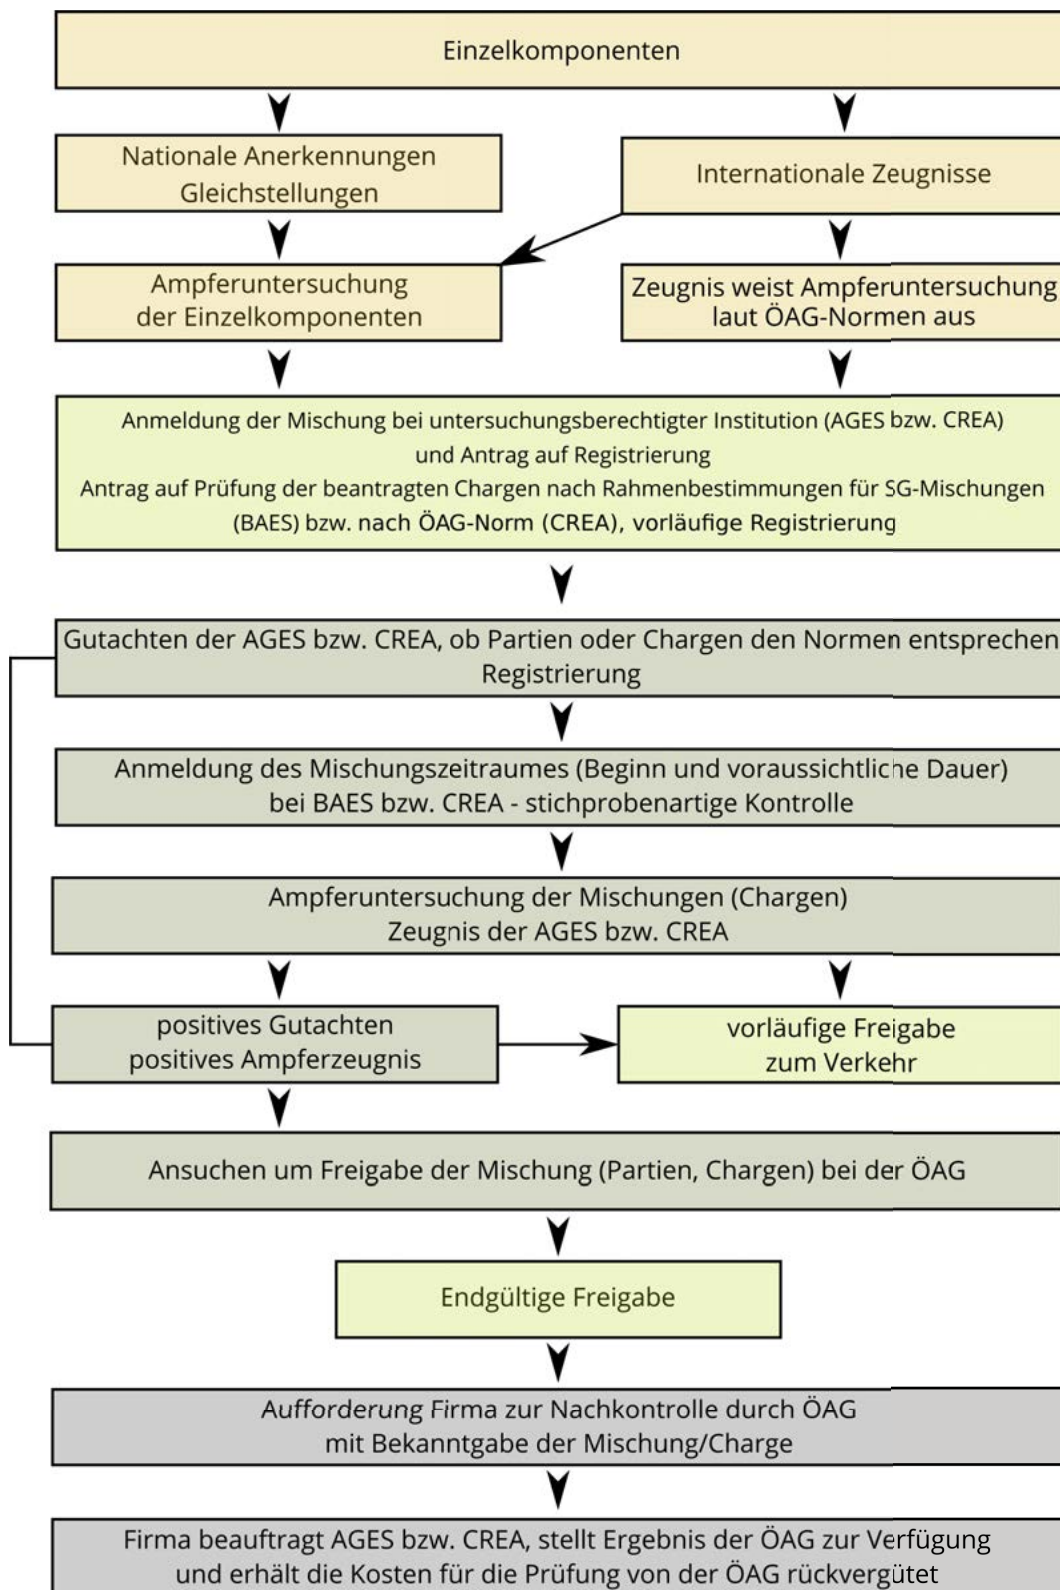 Einzelkomponenten
Nationale Anerkennungen
Gleichstellungen
Internationale Zeugnisse
Ampferuntersuchung
der Einzelkomponenten
Zeugnis weist Ampferuntersuchung
laut ÖAG-Normen aus
Anmeldung der Mischung bei untersuchungsberechtigter Institution (AGES bzw. CREA)
und Antrag auf Registrierung
Antrag auf Prüfung der beantragten Chargen nach Rahmenbestimmungen für SG-Mischungen
(BAES) bzw. nach ÖAG-Norm (CREA), vorläufige Registrierung
Gutachten der AGES bzw. CREA, ob Partien oder Chargen den Normen entsprechen
Registrierung
Anmeldung des Mischungszeitraumes (Beginn und voraussichtliche Dauer)
bei BAES bzw. CREA - stichprobenartige Kontrolle
Ampferuntersuchung der Mischungen (Chargen)
Zeugnis der AGES bzw. CREA
positives Gutachten
positives Ampferzeugnis
vorläufige Freigabe
zum Verkehr
Ansuchen um Freigabe der Mischung (Partien, Chargen) bei der ÖAG
Endgültige Freigabe
Aufforderung Firma zur Nachkontrolle durch ÖAG
mit Bekanntgabe der Mischung/Charge
Firma beauftragt AGES bzw. CREA, stellt Ergebnis der ÖAG zur Verfügung
und erhält die Kosten für die Prüfung von der ÖAG rückvergütet